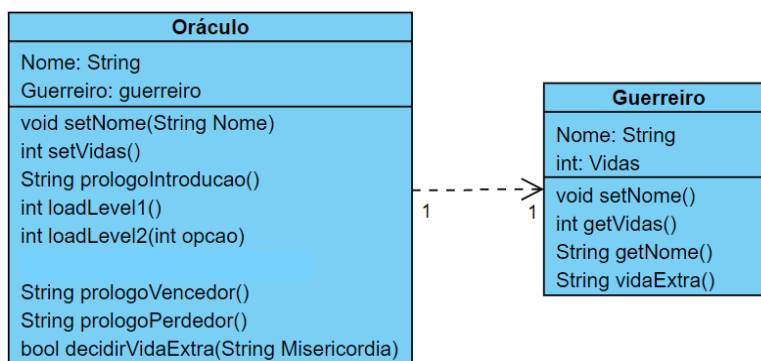 Oráculo
Nome: String
Guerreiro: guerreiro
void setNome(String Nome)
int setVidas()
String prologoIntroducao()
int loadLevel1()
int loadLevel2(int opcao)
String prologoVencedor()
String prologoPerdedor()
bool decidirVidaExtra(String Misericordia)
1
1
Guerreiro
Nome: String
int: Vidas
void setNome()
int getVidas()
String getNome()
String vidaExtra()